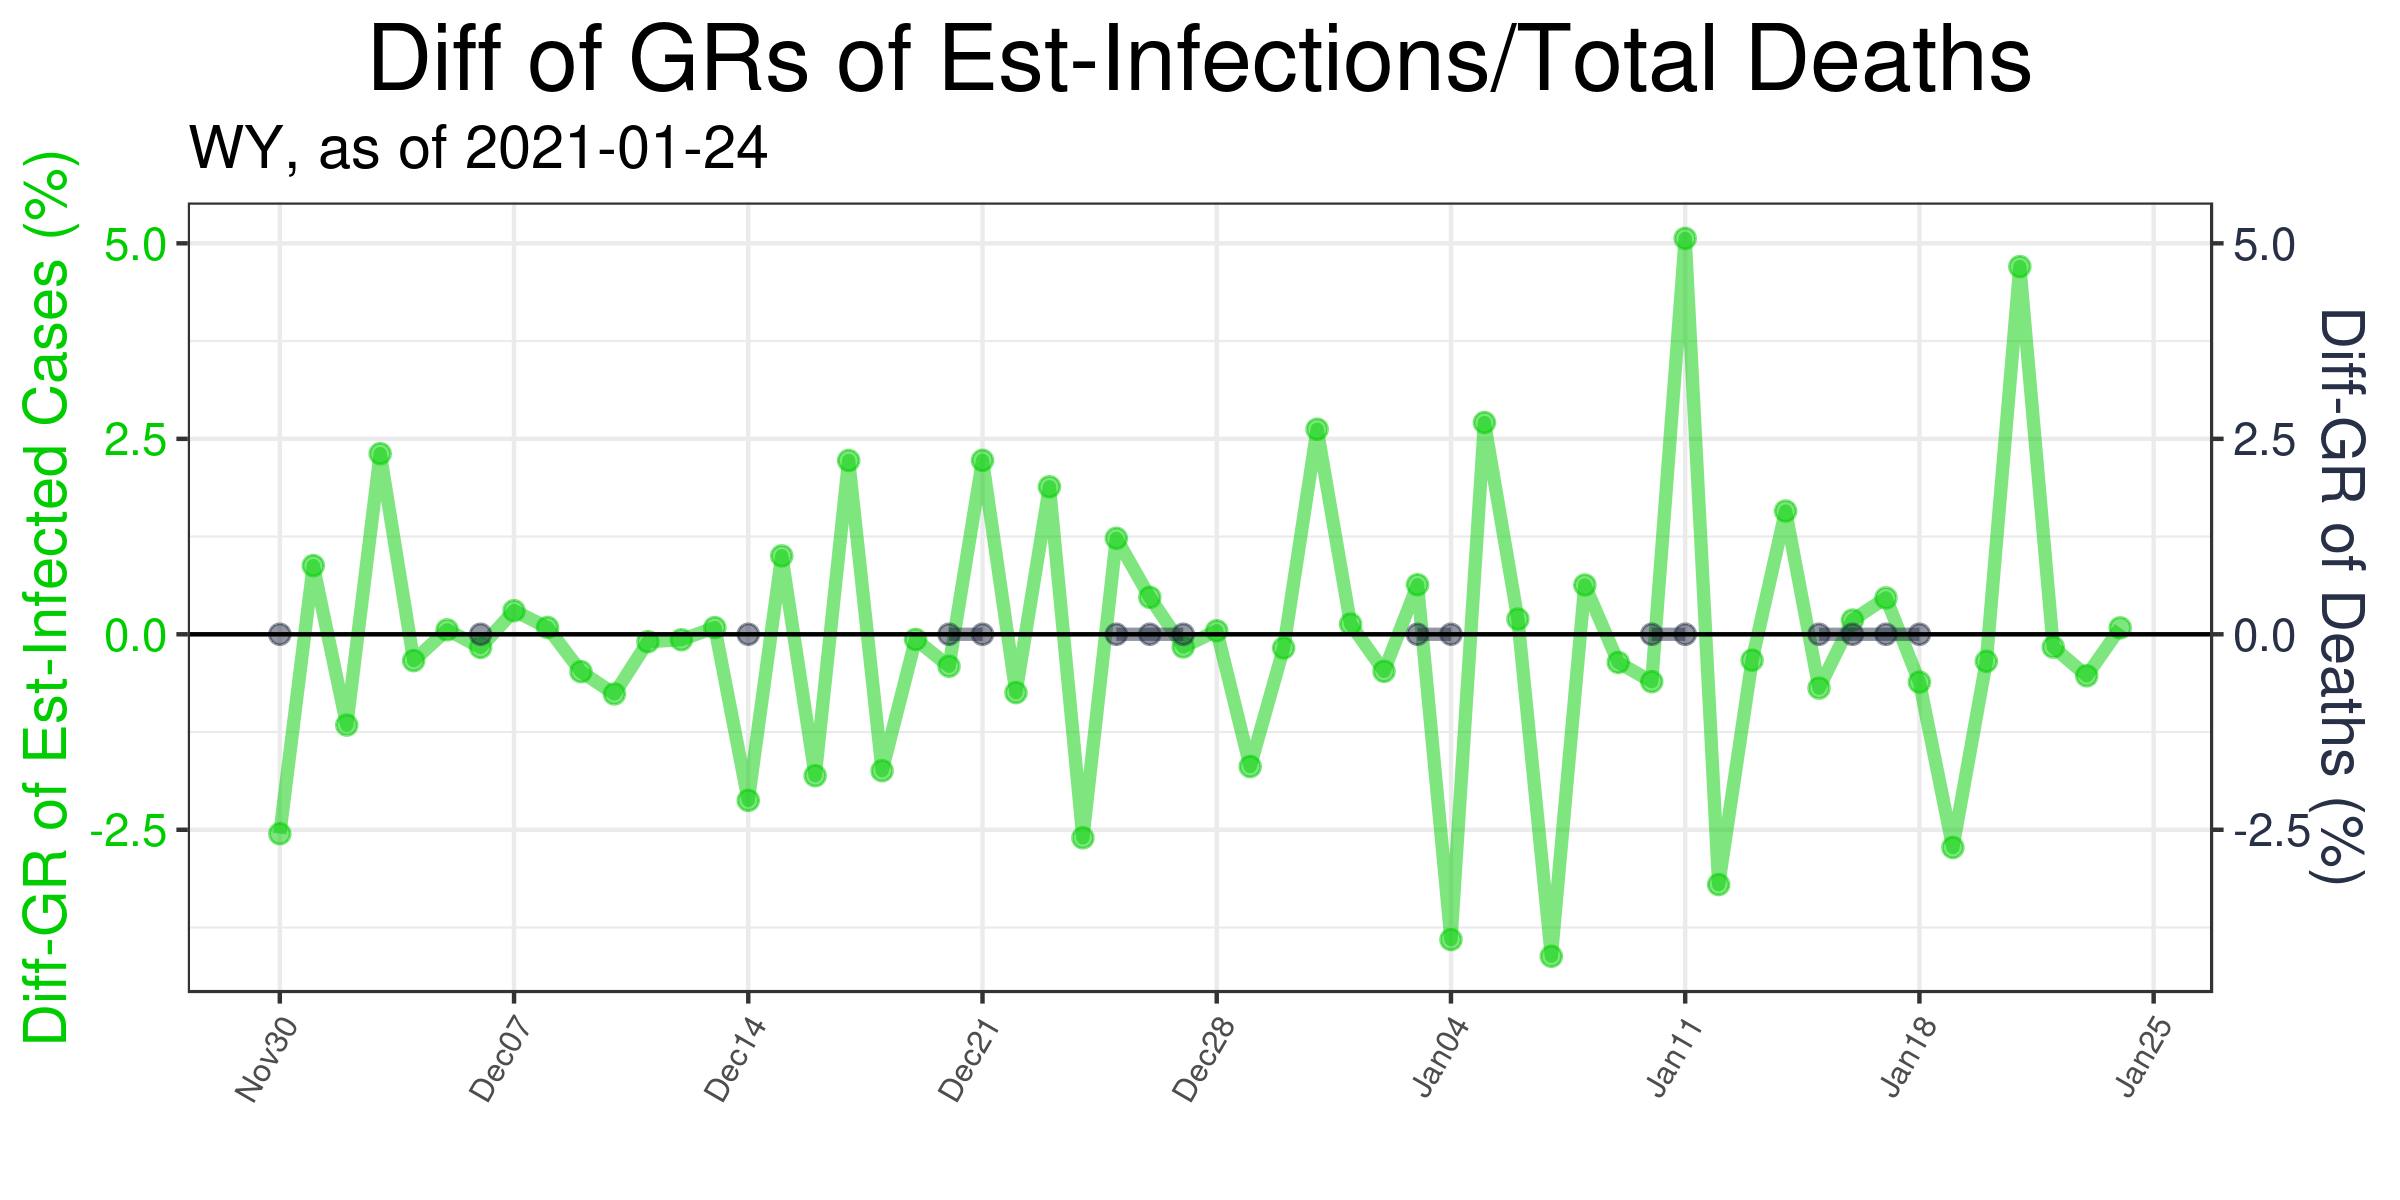 Diff of GRs of Est-Infections/Total Deaths
WY, as of 2021-01-24
Diff-GR of Est-Infected Cases (%)
5.0
2.5
0.0
-2.5
5.0
2.5
0.0
-2.5
Diff-GR of Deaths (%)
Nov30
Dec07
Dec14
Dec21
Dec28
Jan04
Jan11
Jan18
Jan25